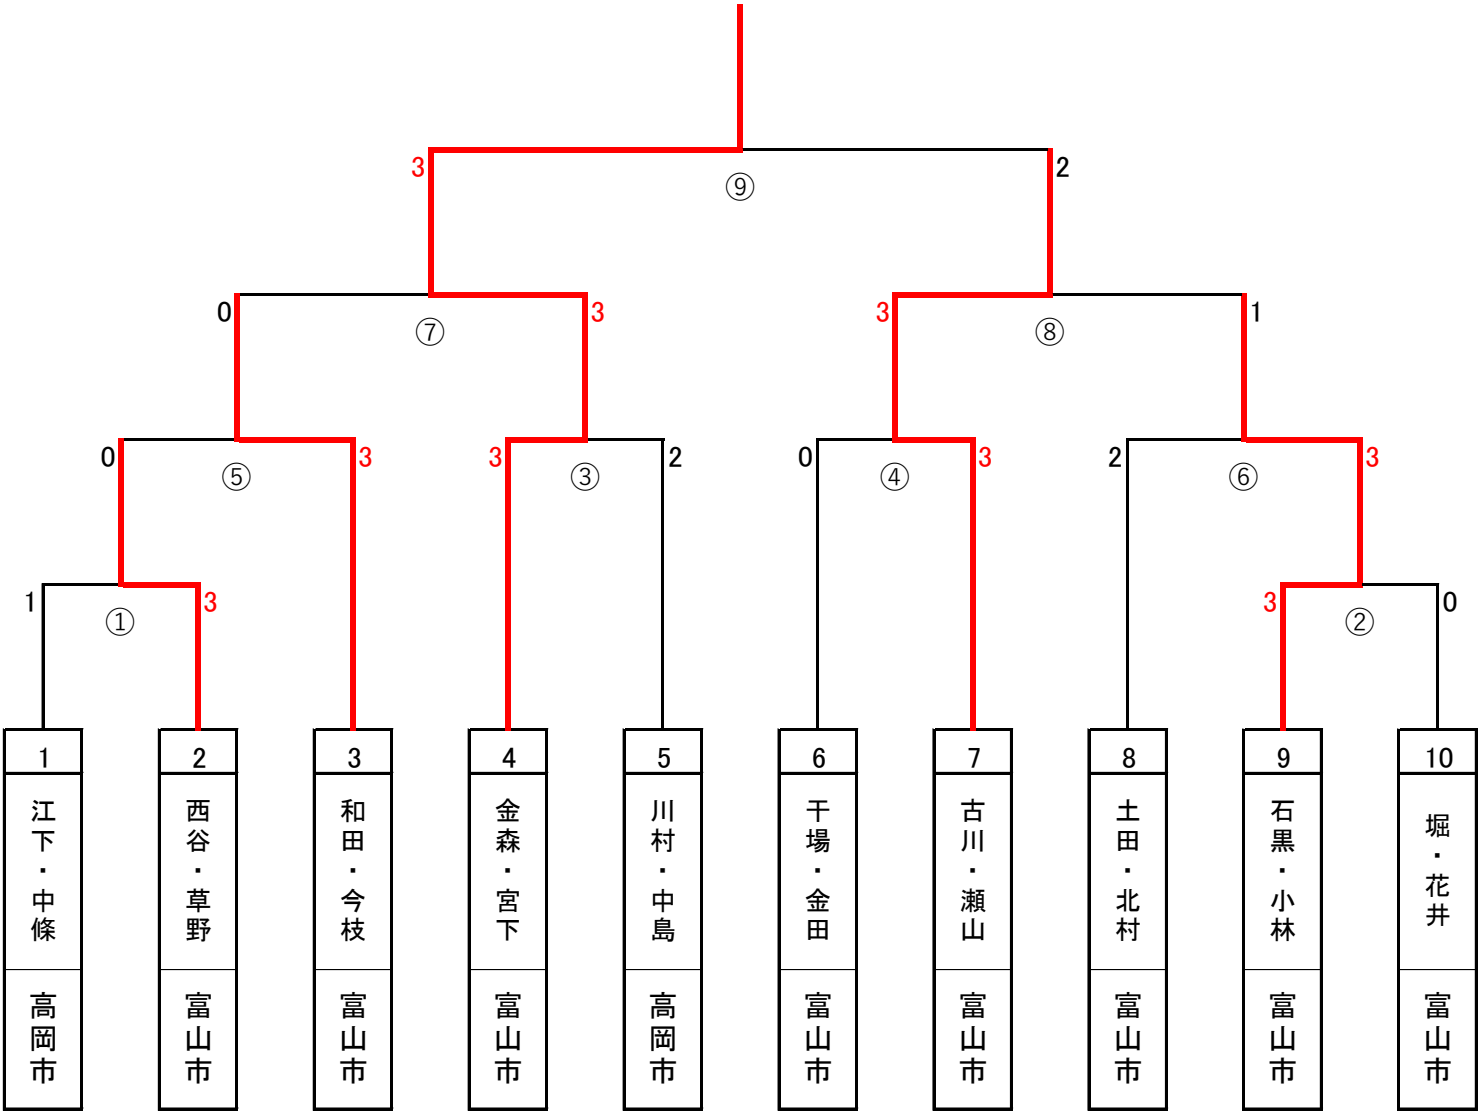 3
⑨
2
0
⑦
3
3
⑧
1
0
⑤
3
3
③
2
0
④
3
2
⑥
3
1
①
3
3
②
0
1
2
3
4
5
6
7
8
9
10
江下・中條
西谷・草野
和田・今枝
金森・宮下
川村・中島
干場・金田
古川・瀬山
土田・北村
石黒・小林
堀・花井
高岡市
富山市
富山市
富山市
高岡市
富山市
富山市
富山市
富山市
富山市